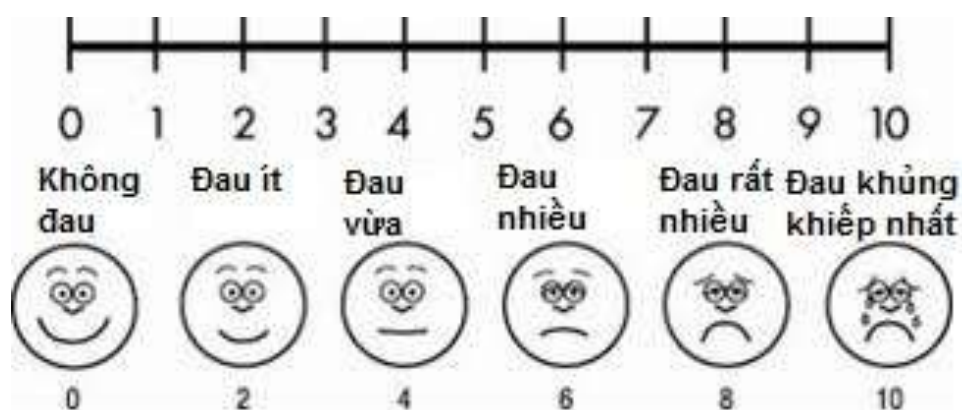 0 1 2 3 4 5 6 7 8 9 10
Không đau
Đau ít
Đau vừa
Đau nhiều
Đau rất nhiều
Đau khủng khiếp nhất
0 2 4 6 8 10